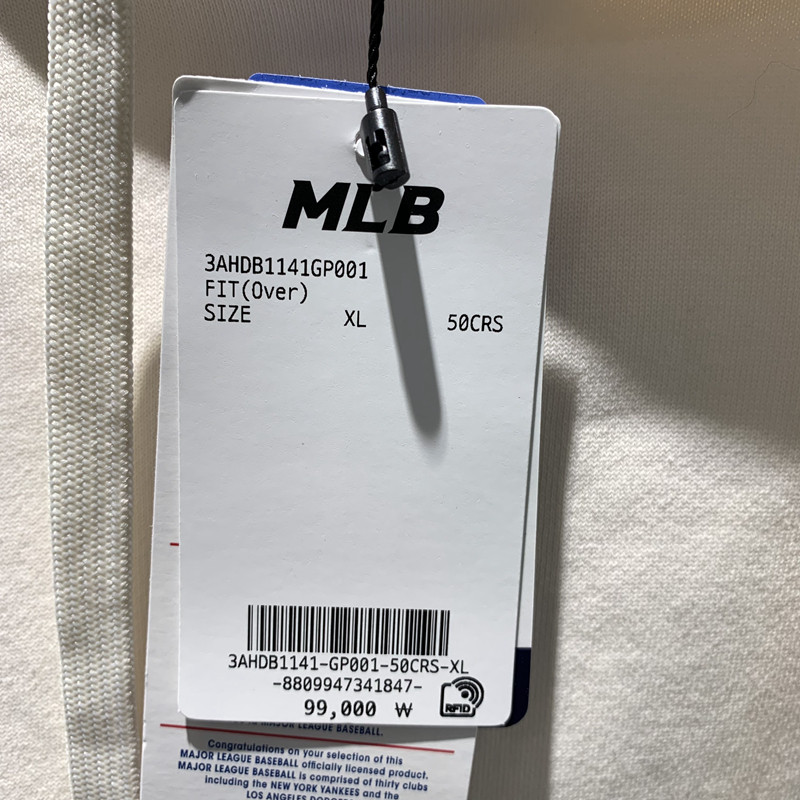 MLB
3AHDB1141GP001
FIT(Over)
SIZE XL 50CRS
3AHDB1141-GP001-50CRS-XL
-8809947341847-
99,000 ₩
RFID
MAJOR LEAGUE BASEBALL.
Congratulations on your selection of this
MAJOR LEAGUE BASEBALL officially licensed product.
MAJOR LEAGUE BASEBALL is comprised of thirty clubs
including the NEW YORK YANKEES and the
LOS ANGELES